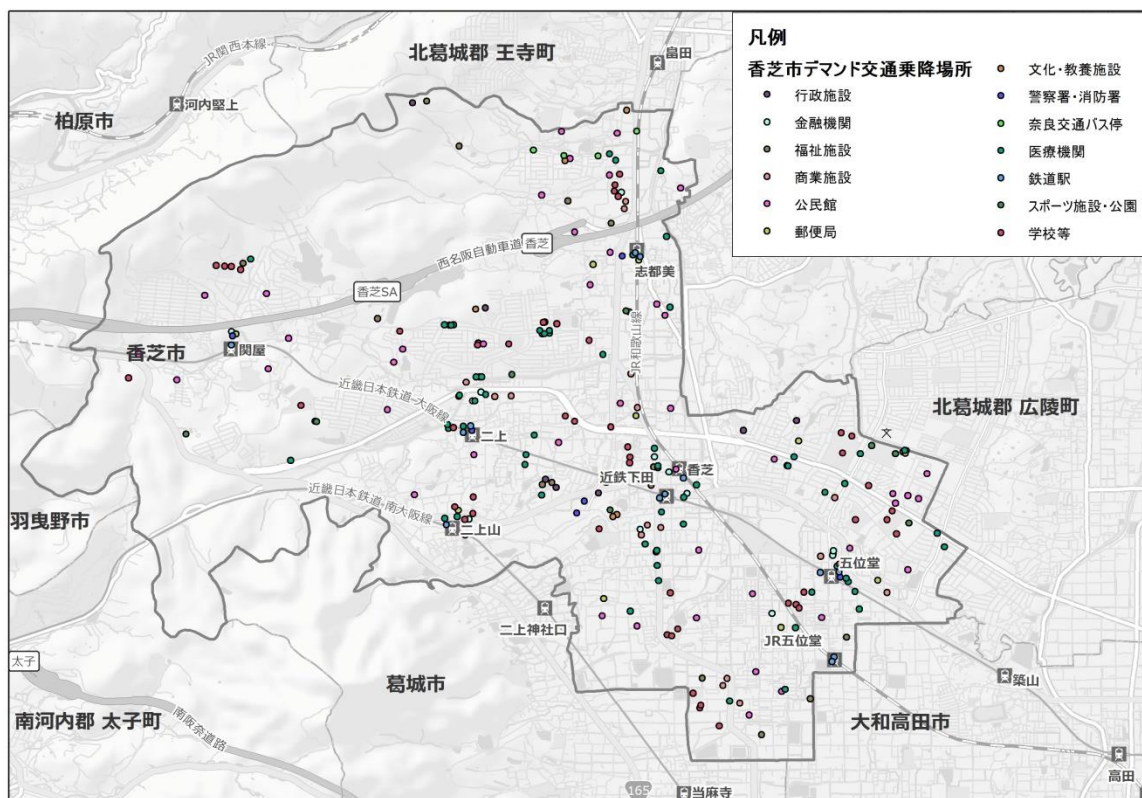 凡例
香芝市デマンド交通乗降場所
行政施設
金融機関
福祉施設
商業施設
公民館
郵便局
文化・教養施設
警察署・消防署
奈良交通バス停
医療機関
鉄道駅
スポーツ施設・公園
学校等
北葛城郡 王寺町
畠田
JR関西本線
河内堅上
柏原市
西名阪自動車道
香芝
志都美
香芝SA
JR和歌山線
香芝市
関屋
近畿日本鉄道-大阪線
北葛城郡 広陵町
文
二上
近鉄下田
香芝
近畿日本鉄道-南大阪線
羽曳野市
二上山
五位堂
二上神社口
JR五位堂
太子
葛城市
築山
南河内郡 太子町
南阪奈道路
大和高田市
高田
165
当麻寺